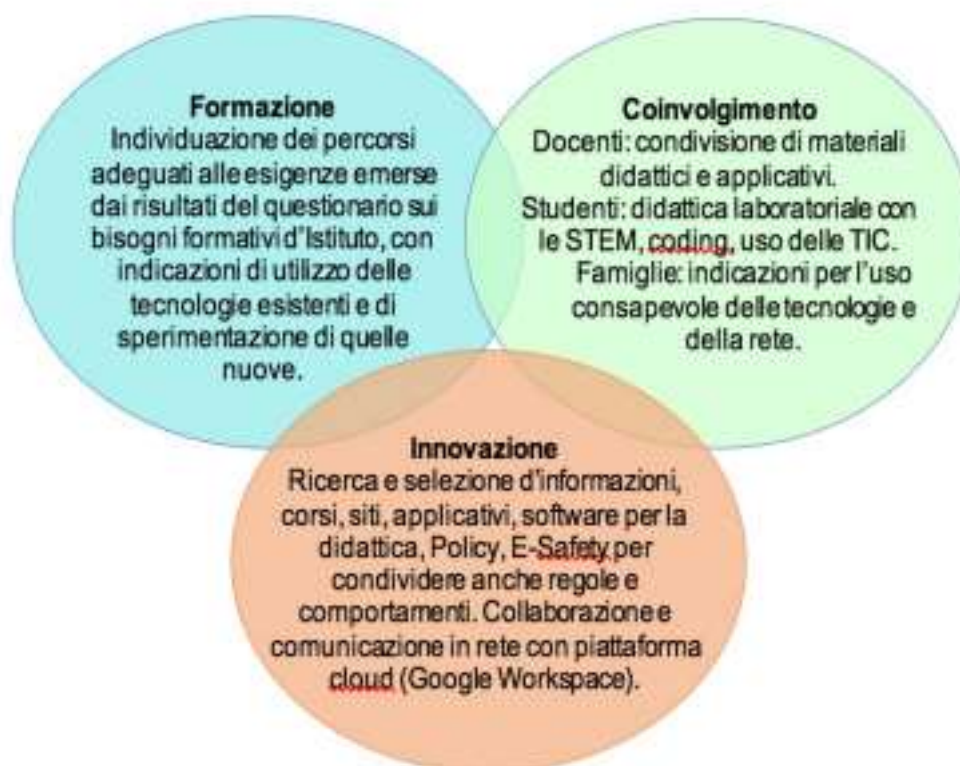 Formazione
Individuazione dei percorsi
adeguati alle esigenze emerse
dai risultati del questionario sui
bisogni formativi d'Istituto, con
indicazioni di utilizzo delle
tecnologie esistenti e di
sperimentazione di quelle
nuove.
Coinvolgimento
Docenti: condivisione di materiali
didattici e applicativi.
Studenti: didattica laboratoriale con
le STEM, coding, uso delle TIC.
Famiglie: indicazioni per l'uso
consapevole delle tecnologie e
della rete.
Innovazione
Ricerca e selezione d'informazioni,
corsi, siti, applicativi, software per la
didattica, Policy, E-Safety per
condividere anche regole e
comportamenti. Collaborazione e
comunicazione in rete con piattaforma
cloud (Google Workspace).